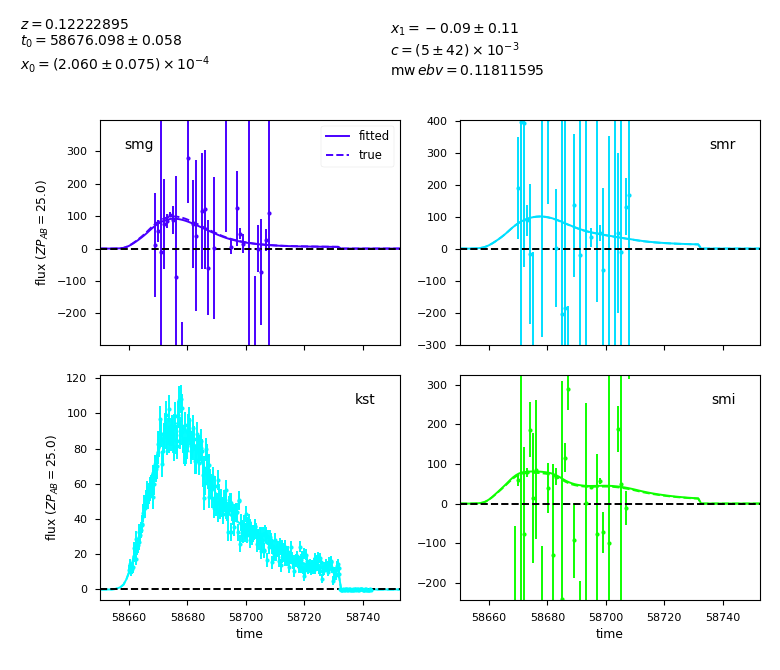 z = 0.12222895
t₀ = 58676.098 ± 0.058
x₀ = (2.060 ± 0.075) × 10⁻⁴
x₁ = −0.09 ± 0.11
c = (5 ± 42) × 10⁻³
mw ebv = 0.11811595
smg
fitted
true
300
200
100
0
−100
−200
flux (ZP_AB = 25.0)
smr
400
300
200
100
0
−100
−200
−300
kst
120
100
80
60
40
20
0
flux (ZP_AB = 25.0)
58660 58680 58700 58720 58740
time
smi
300
200
100
0
−100
−200
58660 58680 58700 58720 58740
time